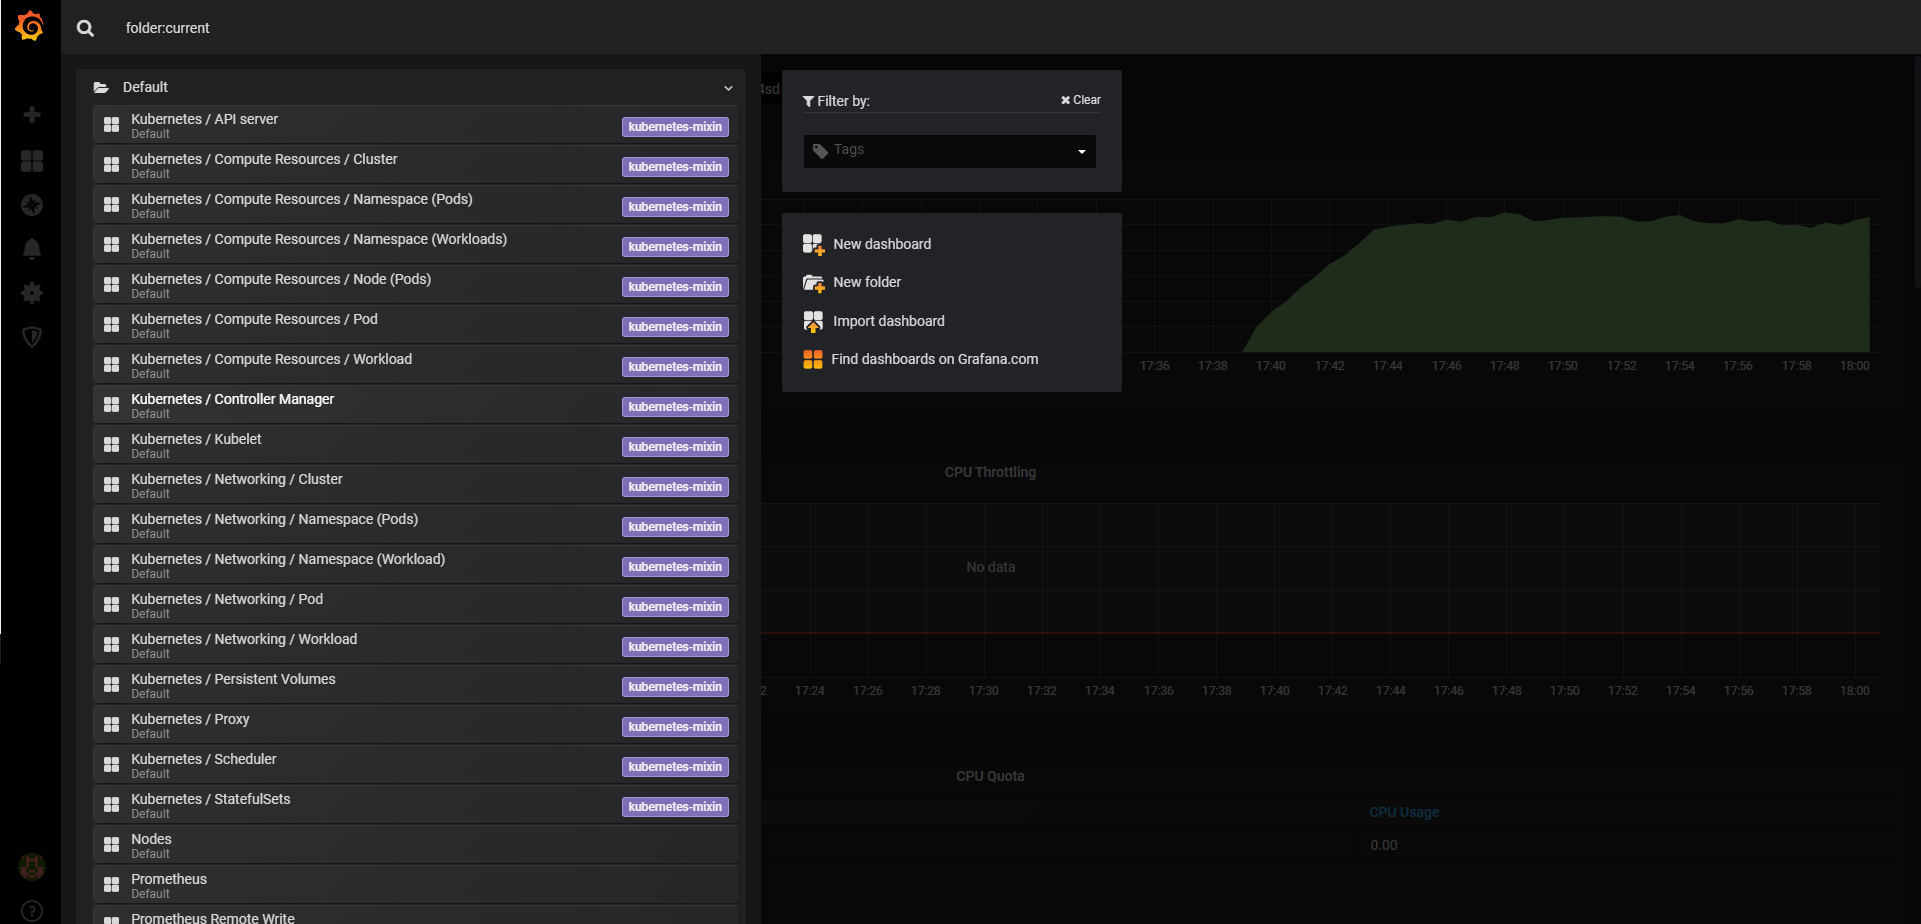 folder:current
Default
Kubernetes / API server
Default
kubernetes-mixin
Kubernetes / Compute Resources / Cluster
Default
kubernetes-mixin
Kubernetes / Compute Resources / Namespace (Pods)
Default
kubernetes-mixin
Kubernetes / Compute Resources / Namespace (Workloads)
Default
kubernetes-mixin
Kubernetes / Compute Resources / Node (Pods)
Default
kubernetes-mixin
Kubernetes / Compute Resources / Pod
Default
kubernetes-mixin
Kubernetes / Compute Resources / Workload
Default
kubernetes-mixin
Kubernetes / Controller Manager
Default
kubernetes-mixin
Kubernetes / Kubelet
Default
kubernetes-mixin
Kubernetes / Networking / Cluster
Default
kubernetes-mixin
Kubernetes / Networking / Namespace (Pods)
Default
kubernetes-mixin
Kubernetes / Networking / Namespace (Workload)
Default
kubernetes-mixin
Kubernetes / Networking / Pod
Default
kubernetes-mixin
Kubernetes / Networking / Workload
Default
kubernetes-mixin
Kubernetes / Persistent Volumes
Default
kubernetes-mixin
Kubernetes / Proxy
Default
kubernetes-mixin
Kubernetes / Scheduler
Default
kubernetes-mixin
Kubernetes / StatefulSets
Default
kubernetes-mixin
Nodes
Default
Prometheus
Default
Prometheus Remote Write
4sd
Filter by:
Clear
Tags
New dashboard
New folder
Import dashboard
Find dashboards on Grafana.com
17:36 17:38 17:40 17:42 17:44 17:46 17:48 17:50 17:52 17:54 17:56 17:58 18:00
CPU Throttling
No data
2 17:24 17:26 17:28 17:30 17:32 17:34 17:36 17:38 17:40 17:42 17:44 17:46 17:48 17:50 17:52 17:54 17:56 17:58 18:00
CPU Quota
CPU Usage
0.00